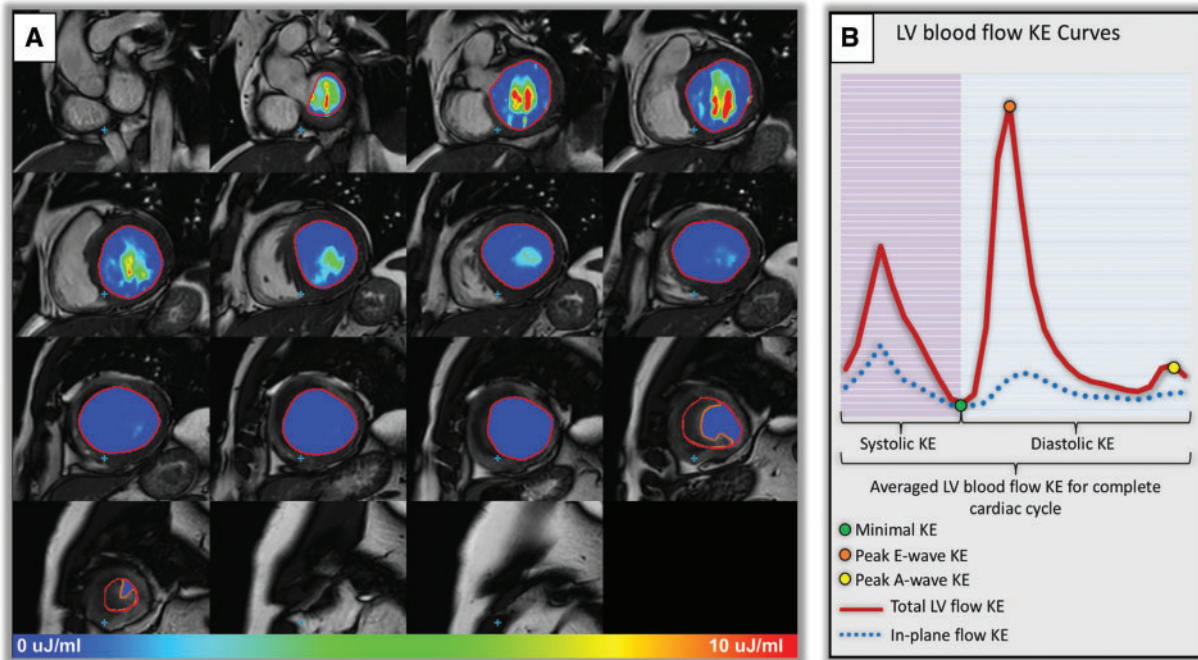 A
0 uJ/ml
10 uJ/ml
B
LV blood flow KE Curves
Systolic KE
Diastolic KE
Averaged LV blood flow KE for complete
cardiac cycle
Minimal KE
Peak E-wave KE
Peak A-wave KE
Total LV flow KE
In-plane flow KE